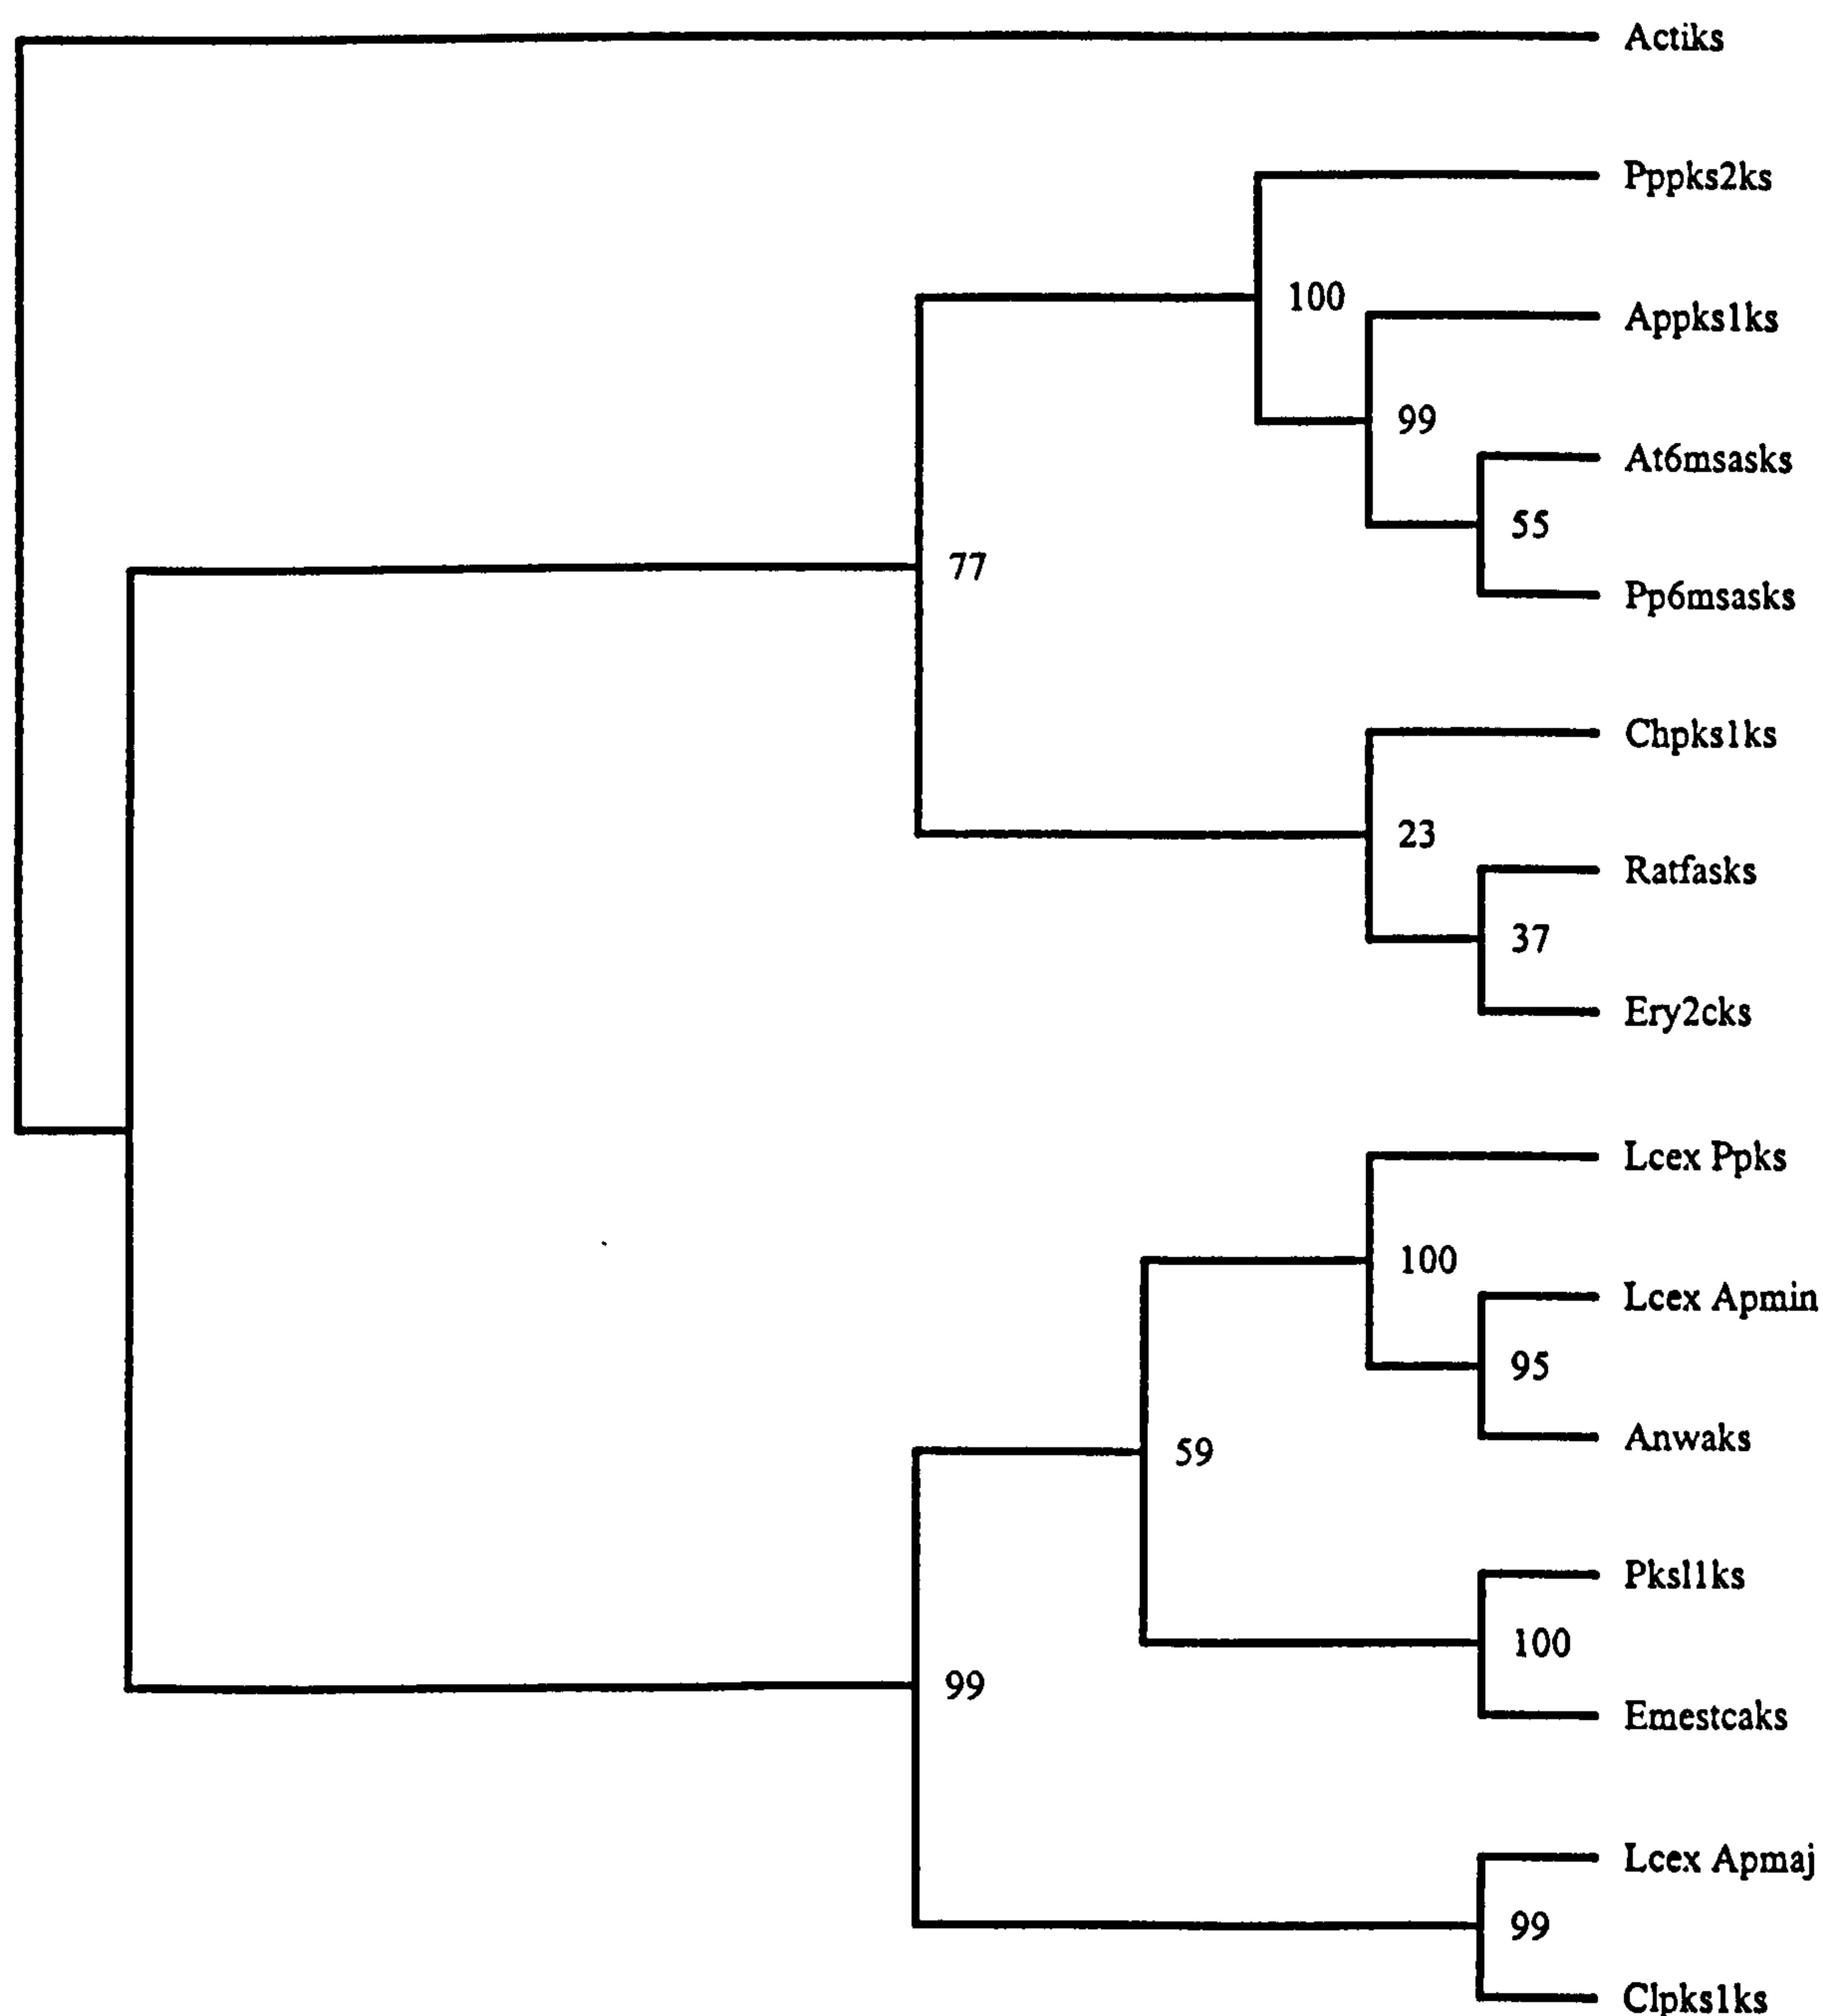 Actiks
Pppks2ks
100
Appks1ks
99
At6msasks
55
Pp6msasks
77
Chpks1ks
23
Ratfasks
37
Ery2cks
Lcex Ppks
100
Lcex Apmin
95
Anwaks
59
Pksl1ks
100
Emestcaks
99
Lcex Apmaj
99
Clpks1ks